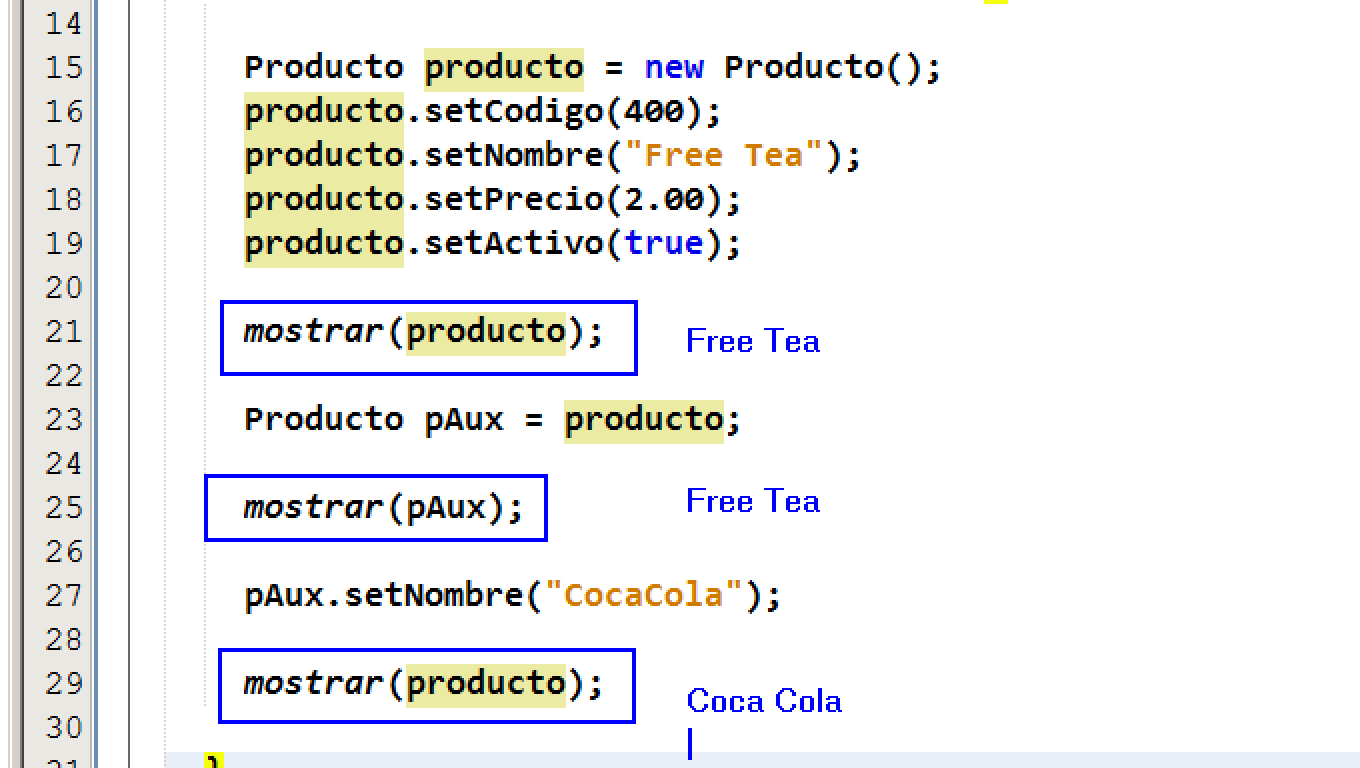 14
15 Producto producto = new Producto();
16 producto.setCodigo(400);
17 producto.setNombre("Free Tea");
18 producto.setPrecio(2.00);
19 producto.setActivo(true);
20
21 mostrar(producto); Free Tea
22
23 Producto pAux = producto;
24
25 mostrar(pAux); Free Tea
26
27 pAux.setNombre("CocaCola");
28
29 mostrar(producto); Coca Cola
30
31 }